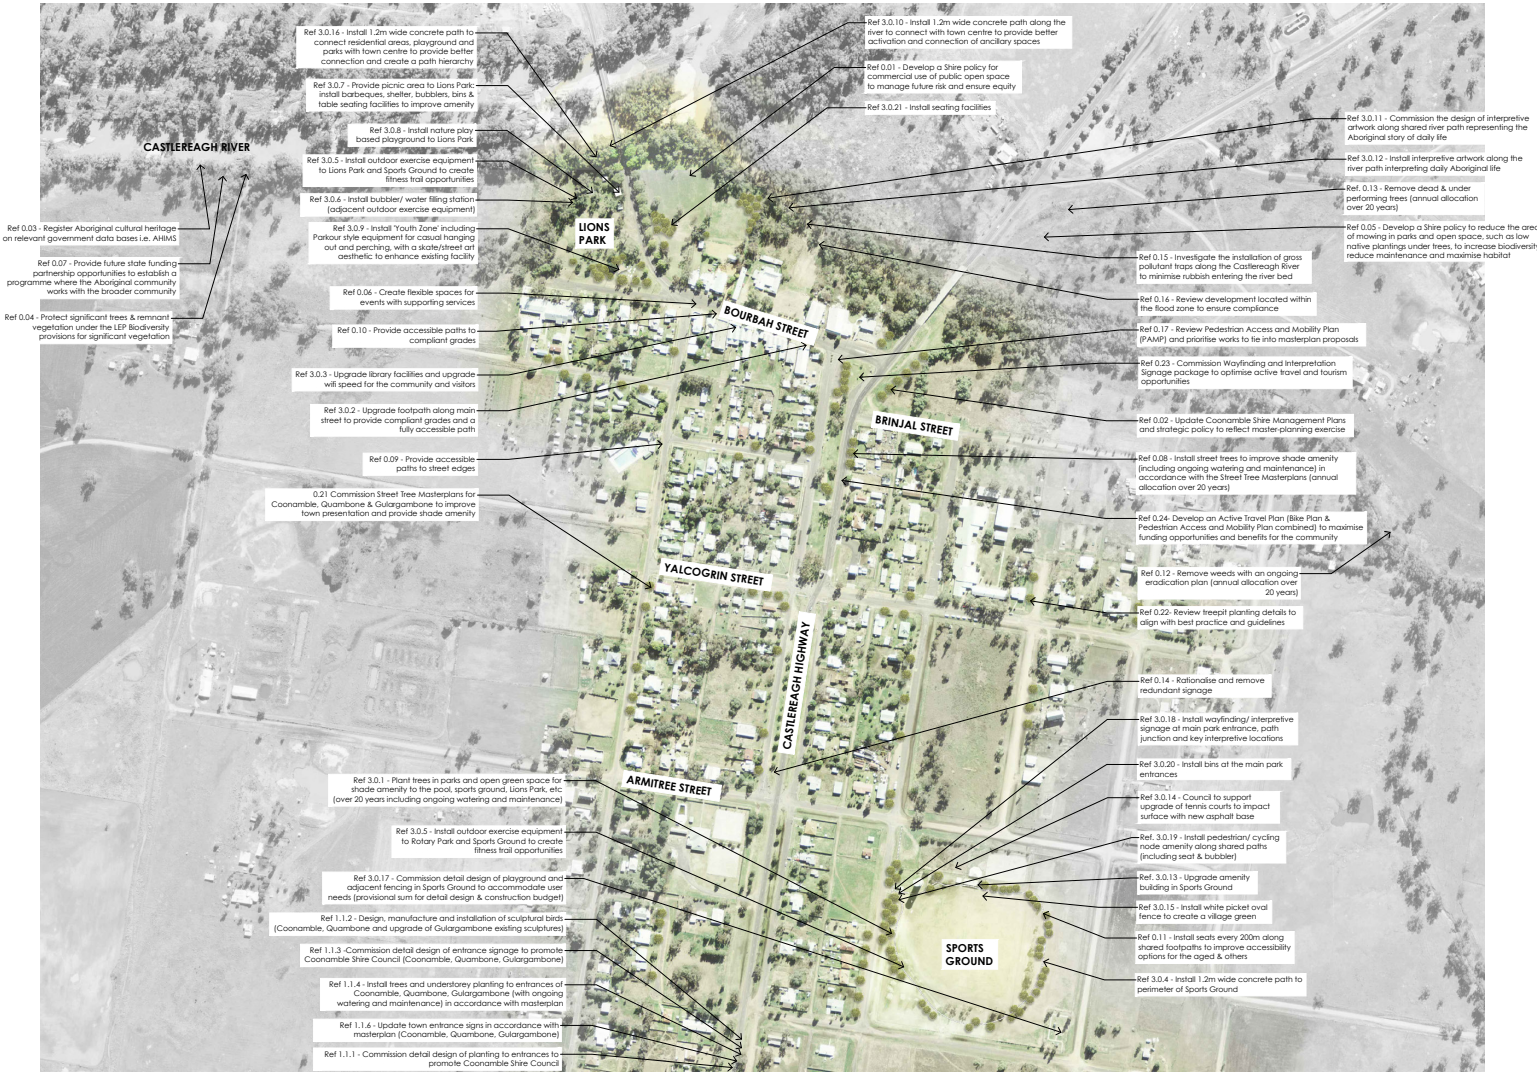 Ref 3.0.16 - Install 1.2m wide concrete path to
connect residential areas, playground and
parks with town centre to provide better
connection and create a path hierarchy
Ref 3.0.7 - Provide picnic area to Lions Park:
install barbeques, shelter, bubblers, bins &
table seating facilities to improve amenity
Ref 3.0.8 - Install nature play
based playground to Lions Park
Ref 3.0.5 - Install outdoor exercise equipment
to Lions Park and Sports Ground to create
fitness trail opportunities
Ref 3.0.6 - Install bubbler/ water filling station
(adjacent outdoor exercise equipment)
Ref 3.0.9 - Install 'Youth Zone' including
Parkour style equipment for casual hanging
out and perching, with a skate/street art
aesthetic to enhance existing facility
CASTLEREAGH RIVER
Ref 0.03 - Register Aboriginal cultural heritage
on relevant government data bases i.e. AHIMS
Ref 0.07 - Provide future state funding
partnership opportunities to establish a
programme where the Aboriginal community
works with the broader community
Ref 0.04 - Protect significant trees & remnant
vegetation under the LEP Biodiversity
provisions for significant vegetation
Ref 0.06 - Create flexible spaces for
events with supporting services
Ref 0.10 - Provide accessible paths to
compliant grades
Ref 3.0.3 - Upgrade library facilities and upgrade
wifi speed for the community and visitors
Ref 3.0.2 - Upgrade footpath along main
street to provide compliant grades and a
fully accessible path
Ref 0.09 - Provide accessible
paths to street edges
0.21 Commission Street Tree Masterplans for
Coonamble, Quambone & Gulargambone to improve
town presentation and provide shade amenity
Ref 3.0.1 - Plant trees in parks and open green space for
shade amenity to the pool, sports ground, Lions Park, etc
(over 20 years including ongoing watering and maintenance)
Ref 3.0.5 - Install outdoor exercise equipment
to Rotary Park and Sports Ground to create
fitness trail opportunities
Ref 3.0.17 - Commission detail design of playground and
adjacent fencing in Sports Ground to accommodate user
needs (provisional sum for detail design & construction budget)
Ref 1.1.2 - Design, manufacture and installation of sculptural birds
(Coonamble, Quambone and upgrade of Gulargambone existing sculptures)
Ref 1.1.3 -Commission detail design of entrance signage to promote
Coonamble Shire Council (Coonamble, Quambone, Gulargambone)
Ref 1.1.4 - Install trees and understorey planting to entrances of
Coonamble, Quambone, Gulargambone (with ongoing
watering and maintenance) in accordance with masterplan
Ref 1.1.6 - Update town entrance signs in accordance with
masterplan (Coonamble, Quambone, Gulargambone)
Ref 1.1.1 - Commission detail design of planting to entrances to
promote Coonamble Shire Council
LIONS
PARK
BOURBAH STREET
BRINJAL STREET
YALCOGRIN STREET
CASTLEREAGH HIGHWAY
ARMITREE STREET
SPORTS
GROUND
Ref 3.0.10 - Install 1.2m wide concrete path along the
river to connect with town centre to provide better
activation and connection of ancillary spaces
Ref 0.01 - Develop a Shire policy for
commercial use of public open space
to manage future risk and ensure equity
Ref 3.0.21 - Install seating facilities
Ref 3.0.11 - Commission the design of interpretive
artwork along shared river path representing the
Aboriginal story of daily life
Ref 3.0.12 - Install interpretive artwork along the
river path interpreting daily Aboriginal life
Ref. 0.13 - Remove dead & under
performing trees (annual allocation
over 20 years)
Ref 0.05 - Develop a Shire policy to reduce the area
of mowing in parks and open space, such as low
native plantings under trees, to increase biodiversity
reduce maintenance and maximise habitat
Ref 0.15 - Investigate the installation of gross
pollutant traps along the Castlereagh River
to minimise rubbish entering the river bed
Ref 0.16 - Review development located within
the flood zone to ensure compliance
Ref 0.17 - Review Pedestrian Access and Mobility Plan
(PAMP) and prioritise works to tie into masterplan proposals
Ref 0.23 - Commission Wayfinding and Interpretation
Signage package to optimise active travel and tourism
opportunities
Ref 0.02 - Update Coonamble Shire Management Plans
and strategic policy to reflect master-planning exercise
Ref 0.08 - Install street trees to improve shade amenity
(including ongoing watering and maintenance) in
accordance with the Street Tree Masterplans (annual
allocation over 20 years)
Ref 0.24- Develop an Active Travel Plan (Bike Plan &
Pedestrian Access and Mobility Plan combined) to maximise
funding opportunities and benefits for the community
Ref 0.12 - Remove weeds with an ongoing
eradication plan (annual allocation over
20 years)
Ref 0.22- Review treepit planting details to
align with best practice and guidelines
Ref 0.14 - Rationalise and remove
redundant signage
Ref 3.0.18 - Install wayfinding/ interpretive
signage at main park entrance, path
junction and key interpretive locations
Ref 3.0.20 - Install bins at the main park
entrances
Ref 3.0.14 - Council to support
upgrade of tennis courts to impact
surface with new asphalt base
Ref. 3.0.19 - Install pedestrian/ cycling
node amenity along shared paths
(including seat & bubbler)
Ref. 3.0.13 - Upgrade amenity
building in Sports Ground
Ref 3.0.15 - Install white picket oval
fence to create a village green
Ref 0.11 - Install seats every 200m along
shared footpaths to improve accessibility
options for the aged & others
Ref 3.0.4 - Install 1.2m wide concrete path to
perimeter of Sports Ground